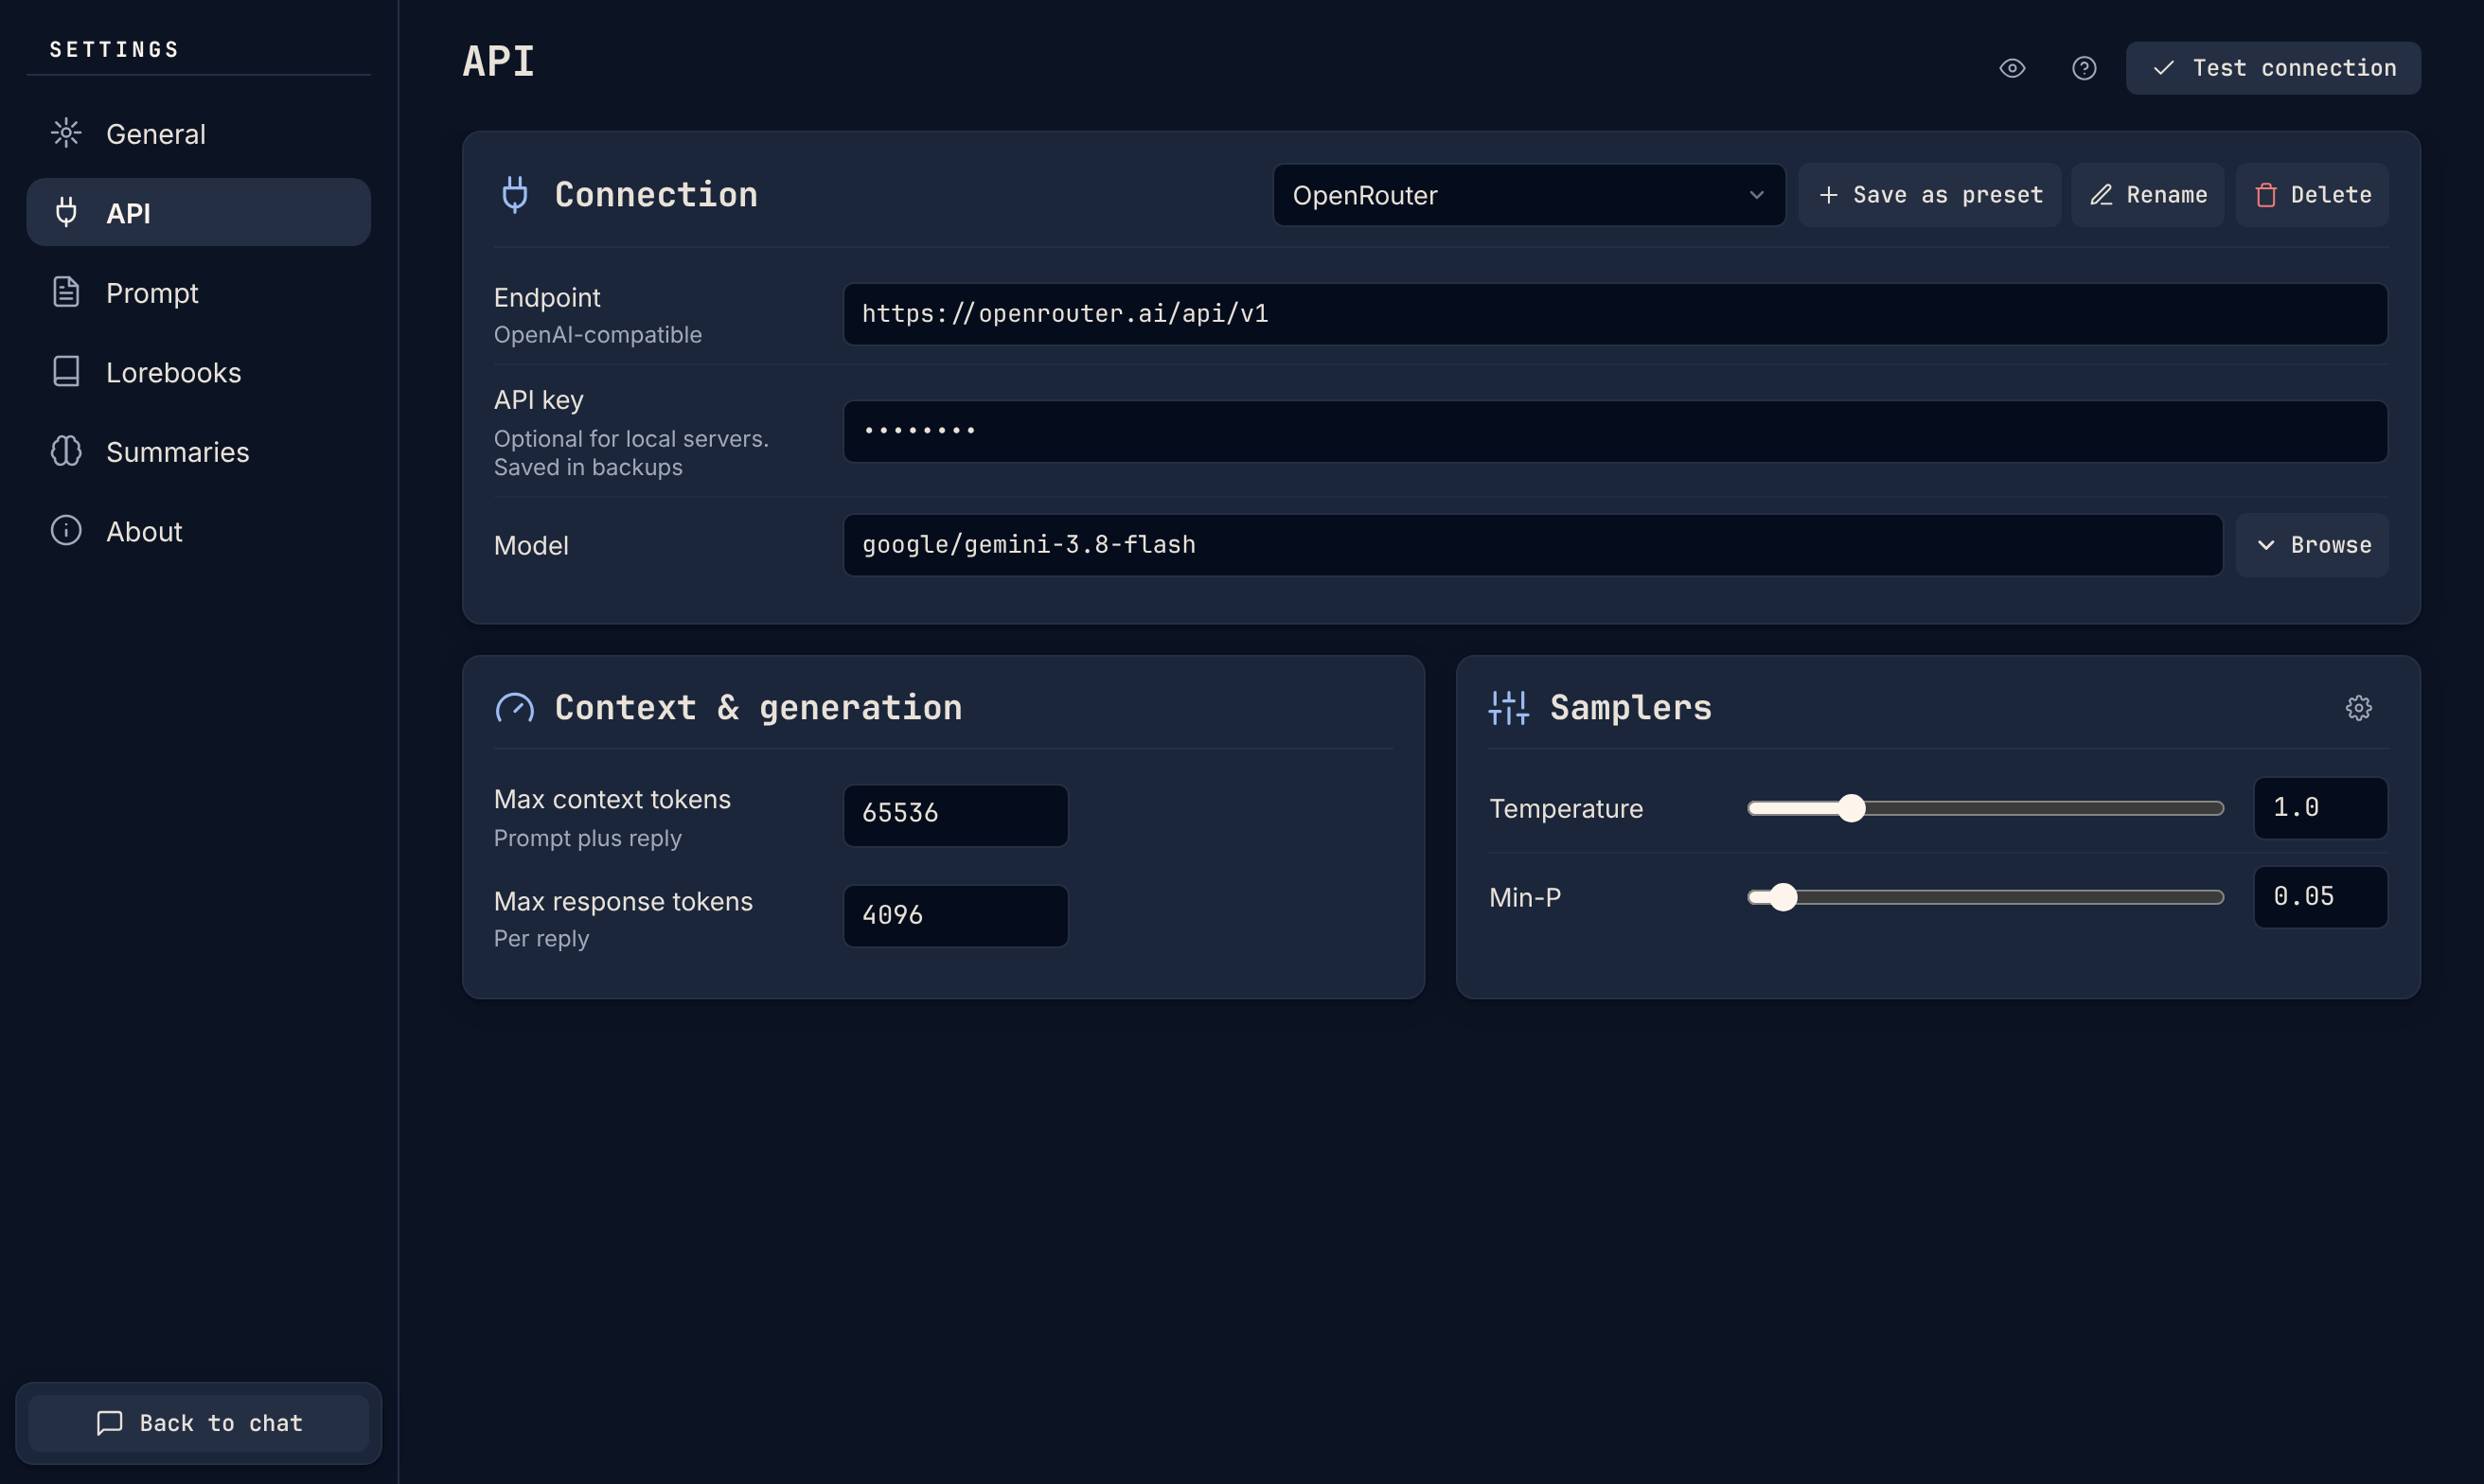 SETTINGS
General
API
Prompt
Lorebooks
Summaries
About
Back to chat
API
Test connection
Connection
OpenRouter
Save as preset
Rename
Delete
Endpoint
OpenAI-compatible
https://openrouter.ai/api/v1
API key
Optional for local servers.
Saved in backups
••••••••
Model
google/gemini-3.8-flash
Browse
Context & generation
Max context tokens
Prompt plus reply
65536
Max response tokens
Per reply
4096
Samplers
Temperature
1.0
Min-P
0.05